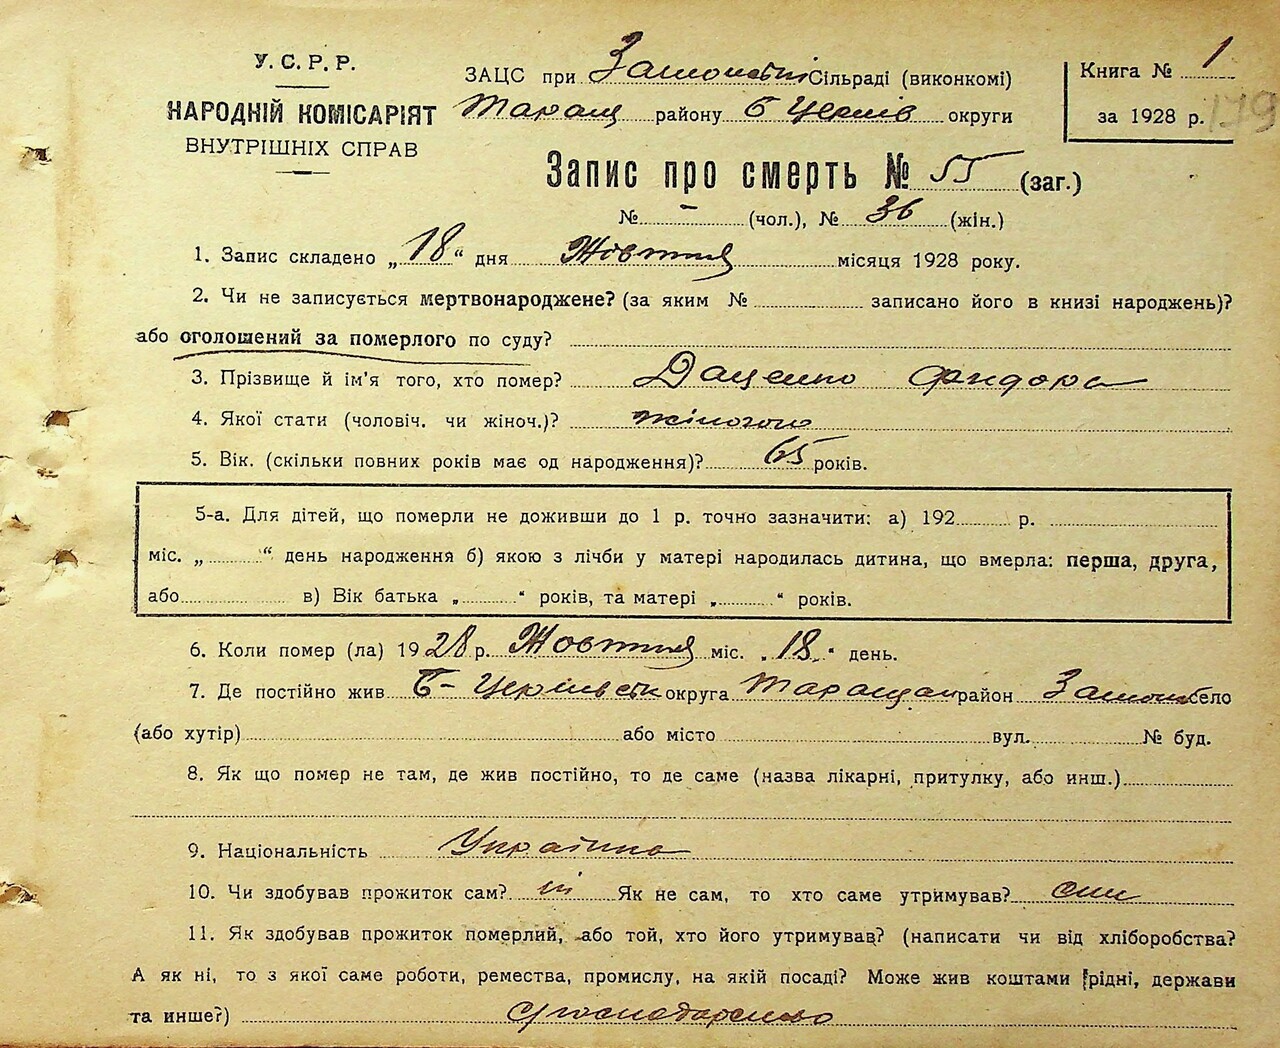 У. С. Р. Р.
НАРОДНІЙ КОМІСАРІЯТ
ВНУТРІШНІХ СПРАВ
ЗАЦС при Сільраді (виконкомі)
Таращ району Б Церків округи
Книга № 1
за 1928 р. 179
Запис про смерть № 55 (заг.)
№ - (чол.), № 36 (жін.)
1. Запис складено „18“ дня Жовтня місяця 1928 року.
2. Чи не записується мертвонароджене? (за яким № записано його в книзі народжень)?
або оголошений за померлого по суду?
3. Прізвище й ім'я того, хто помер? Даценко Фидора
4. Якої стати (чоловіч. чи жіноч.)? жіночого
5. Вік. (скільки повних років має од народження)? 65 років.
5-а. Для дітей, що померли не доживши до 1 р. точно зазначити: а) 192 р.
міс. „ “ день народження б) якою з лічби у матері народилась дитина, що вмерла: перша, друга,
або в) Вік батька „ “ років, та матері „ “ років.
6. Коли помер (ла) 1928 р. Жовтня міс. „18“ день.
7. Де постійно жив Б-Церківськ округа Таращан район село
(або хутір) або місто вул. № буд.
8. Як що помер не там, де жив постійно, то де саме (назва лікарні, притулку, або инш.)
9. Національність Українка
10. Чи здобував прожиток сам? ні Як не сам, то хто саме утримував? син
11. Як здобував прожиток померлий, або той, хто його утримував? (написати чи від хліборобства?
А як ні, то з якої саме роботи, ремества, промислу, на якій посаді? Може жив коштами рідні, держави
та инше?)